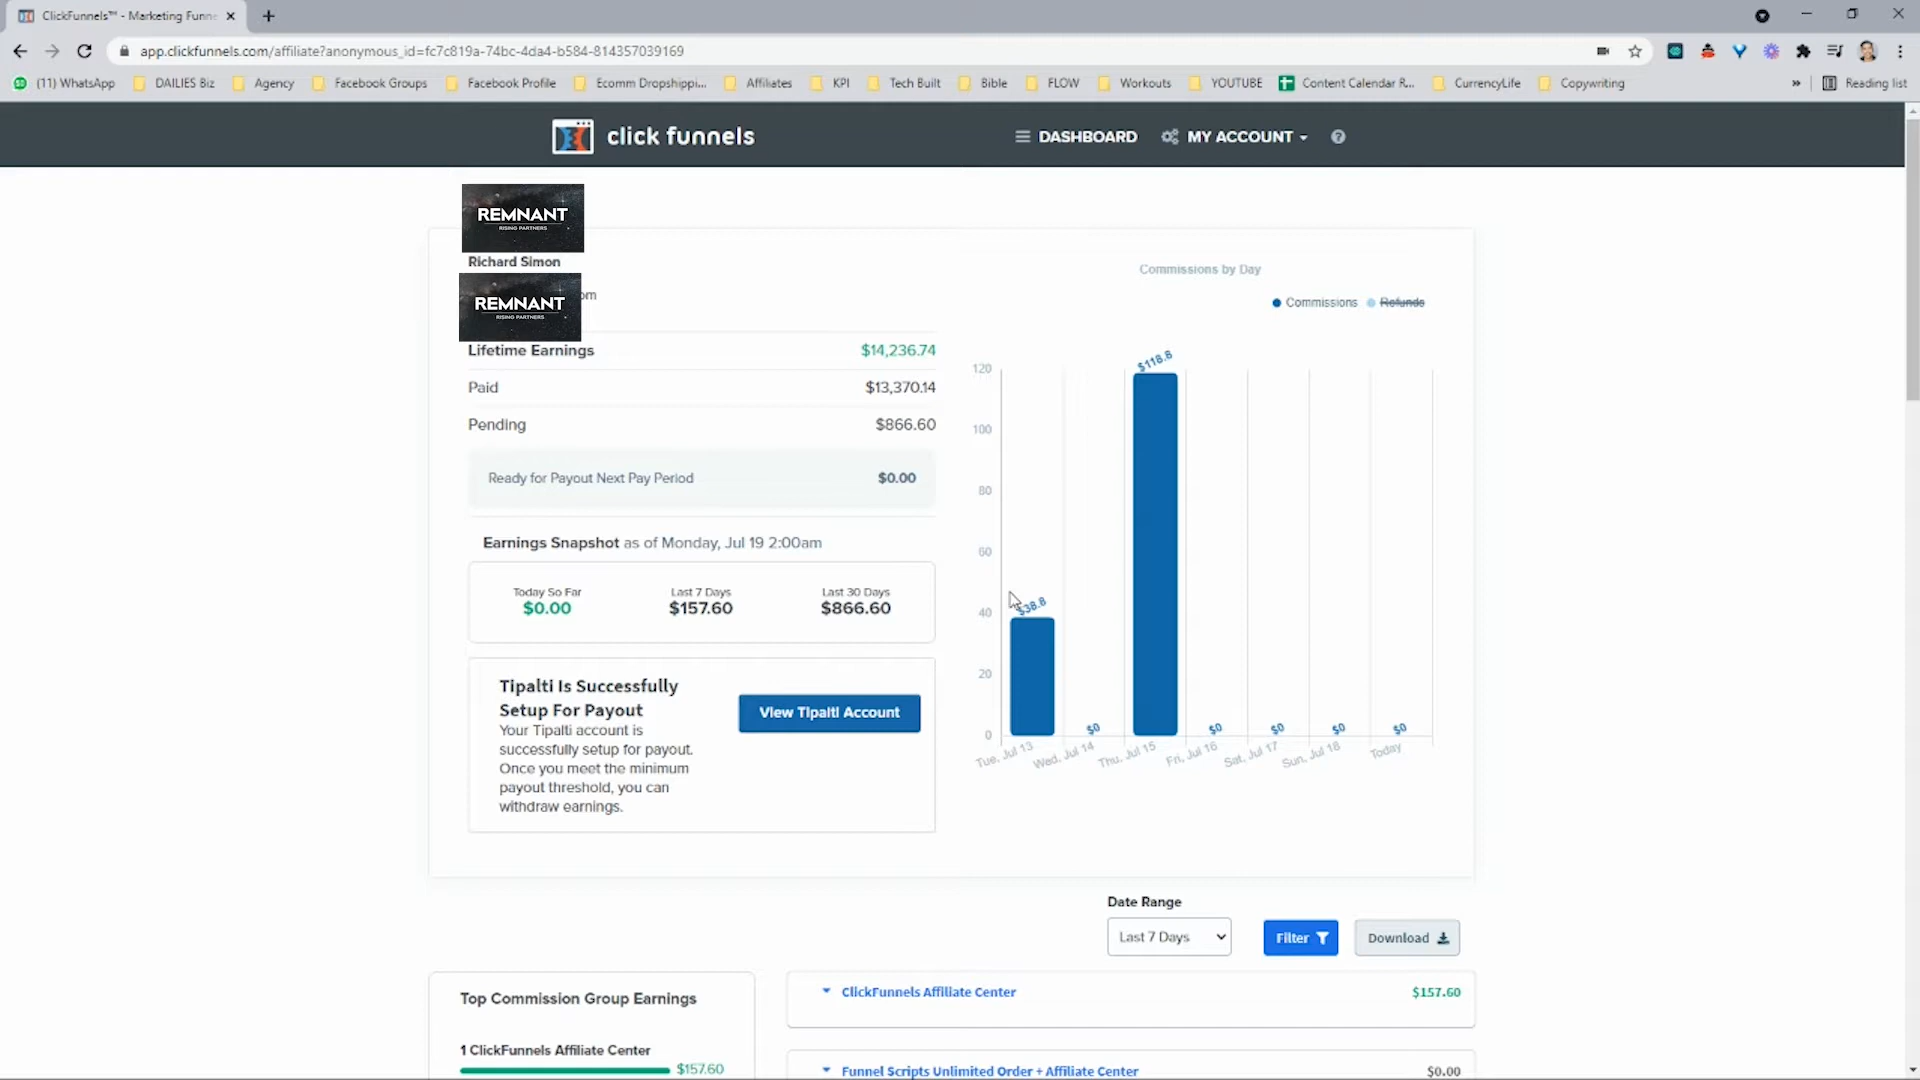 ClickFunnels™ - Marketing Funn
app.clickfunnels.com/affiliate?anonymous_id=fc7c819a-74bc-4da4-b584-814357039169
(11) WhatsApp DAILIES Biz Agency Facebook Groups Facebook Profile Ecomm Dropshippi... Affiliates KPI Tech Built Bible FLOW Workouts YOUTUBE Content Calendar R... CurrencyLife Copywriting » Reading list
click funnels DASHBOARD MY ACCOUNT
REMNANT
RISING PARTNERS
Richard Simon
REMNANT
RISING PARTNERS
om
Lifetime Earnings $14,236.74
Paid $13,370.14
Pending $866.60
Ready for Payout Next Pay Period $0.00
Earnings Snapshot as of Monday, Jul 19 2:00am
Today So Far Last 7 Days Last 30 Days
$0.00 $157.60 $866.60
Tipalti Is Successfully
Setup For Payout
Your Tipalti account is
successfully setup for payout.
Once you meet the minimum
payout threshold, you can
withdraw earnings.
View Tipalti Account
Commissions by Day
Commissions Refunds
120
100
80
60
40
20
0
$38.8 $0 $118.8 $0 $0 $0 $0
Tue, Jul 13 Wed, Jul 14 Thu, Jul 15 Fri, Jul 16 Sat, Jul 17 Sun, Jul 18 Today
Date Range
Last 7 Days Filter Download
Top Commission Group Earnings
1 ClickFunnels Affiliate Center
$157.60
ClickFunnels Affiliate Center $157.60
Funnel Scripts Unlimited Order + Affiliate Center $0.00